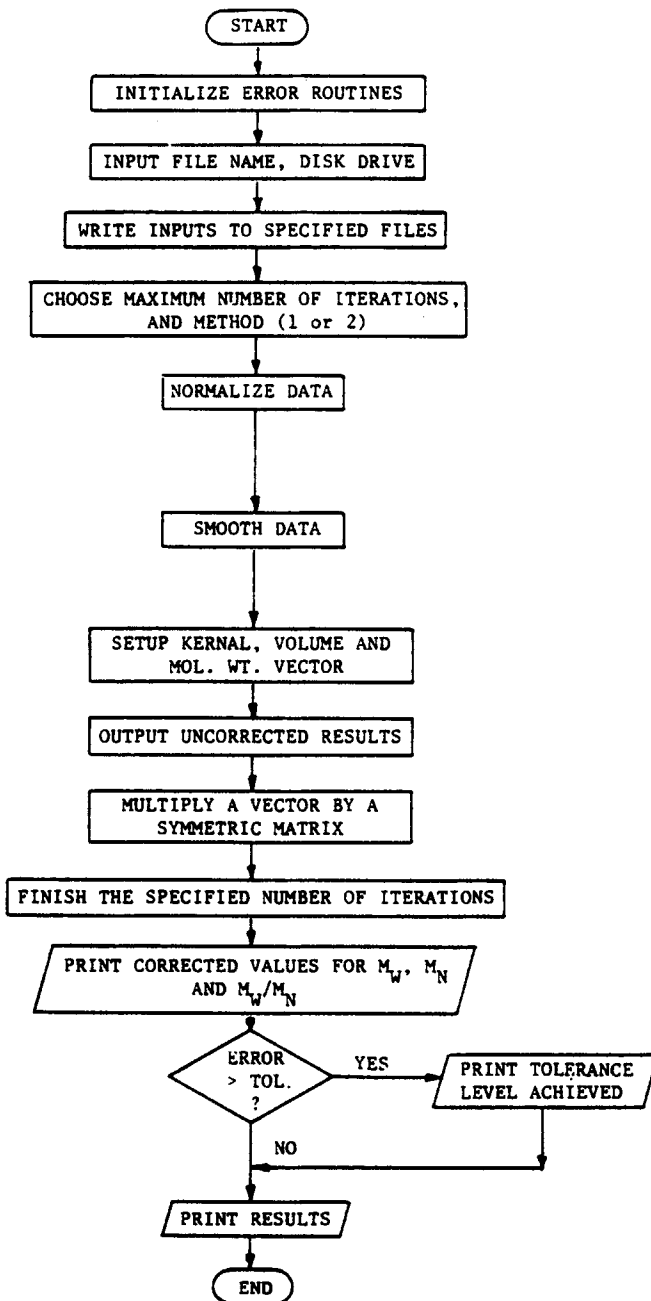 START
INITIALIZE ERROR ROUTINES
INPUT FILE NAME, DISK DRIVE
WRITE INPUTS TO SPECIFIED FILES
CHOOSE MAXIMUM NUMBER OF ITERATIONS,
AND METHOD (1 or 2)
NORMALIZE DATA
SMOOTH DATA
SETUP KERNAL, VOLUME AND
MOL. WT. VECTOR
OUTPUT UNCORRECTED RESULTS
MULTIPLY A VECTOR BY A
SYMMETRIC MATRIX
FINISH THE SPECIFIED NUMBER OF ITERATIONS
PRINT CORRECTED VALUES FOR M_W, M_N
AND M_W/M_N
ERROR
> TOL.
?
YES
PRINT TOLERANCE
LEVEL ACHIEVED
NO
PRINT RESULTS
END